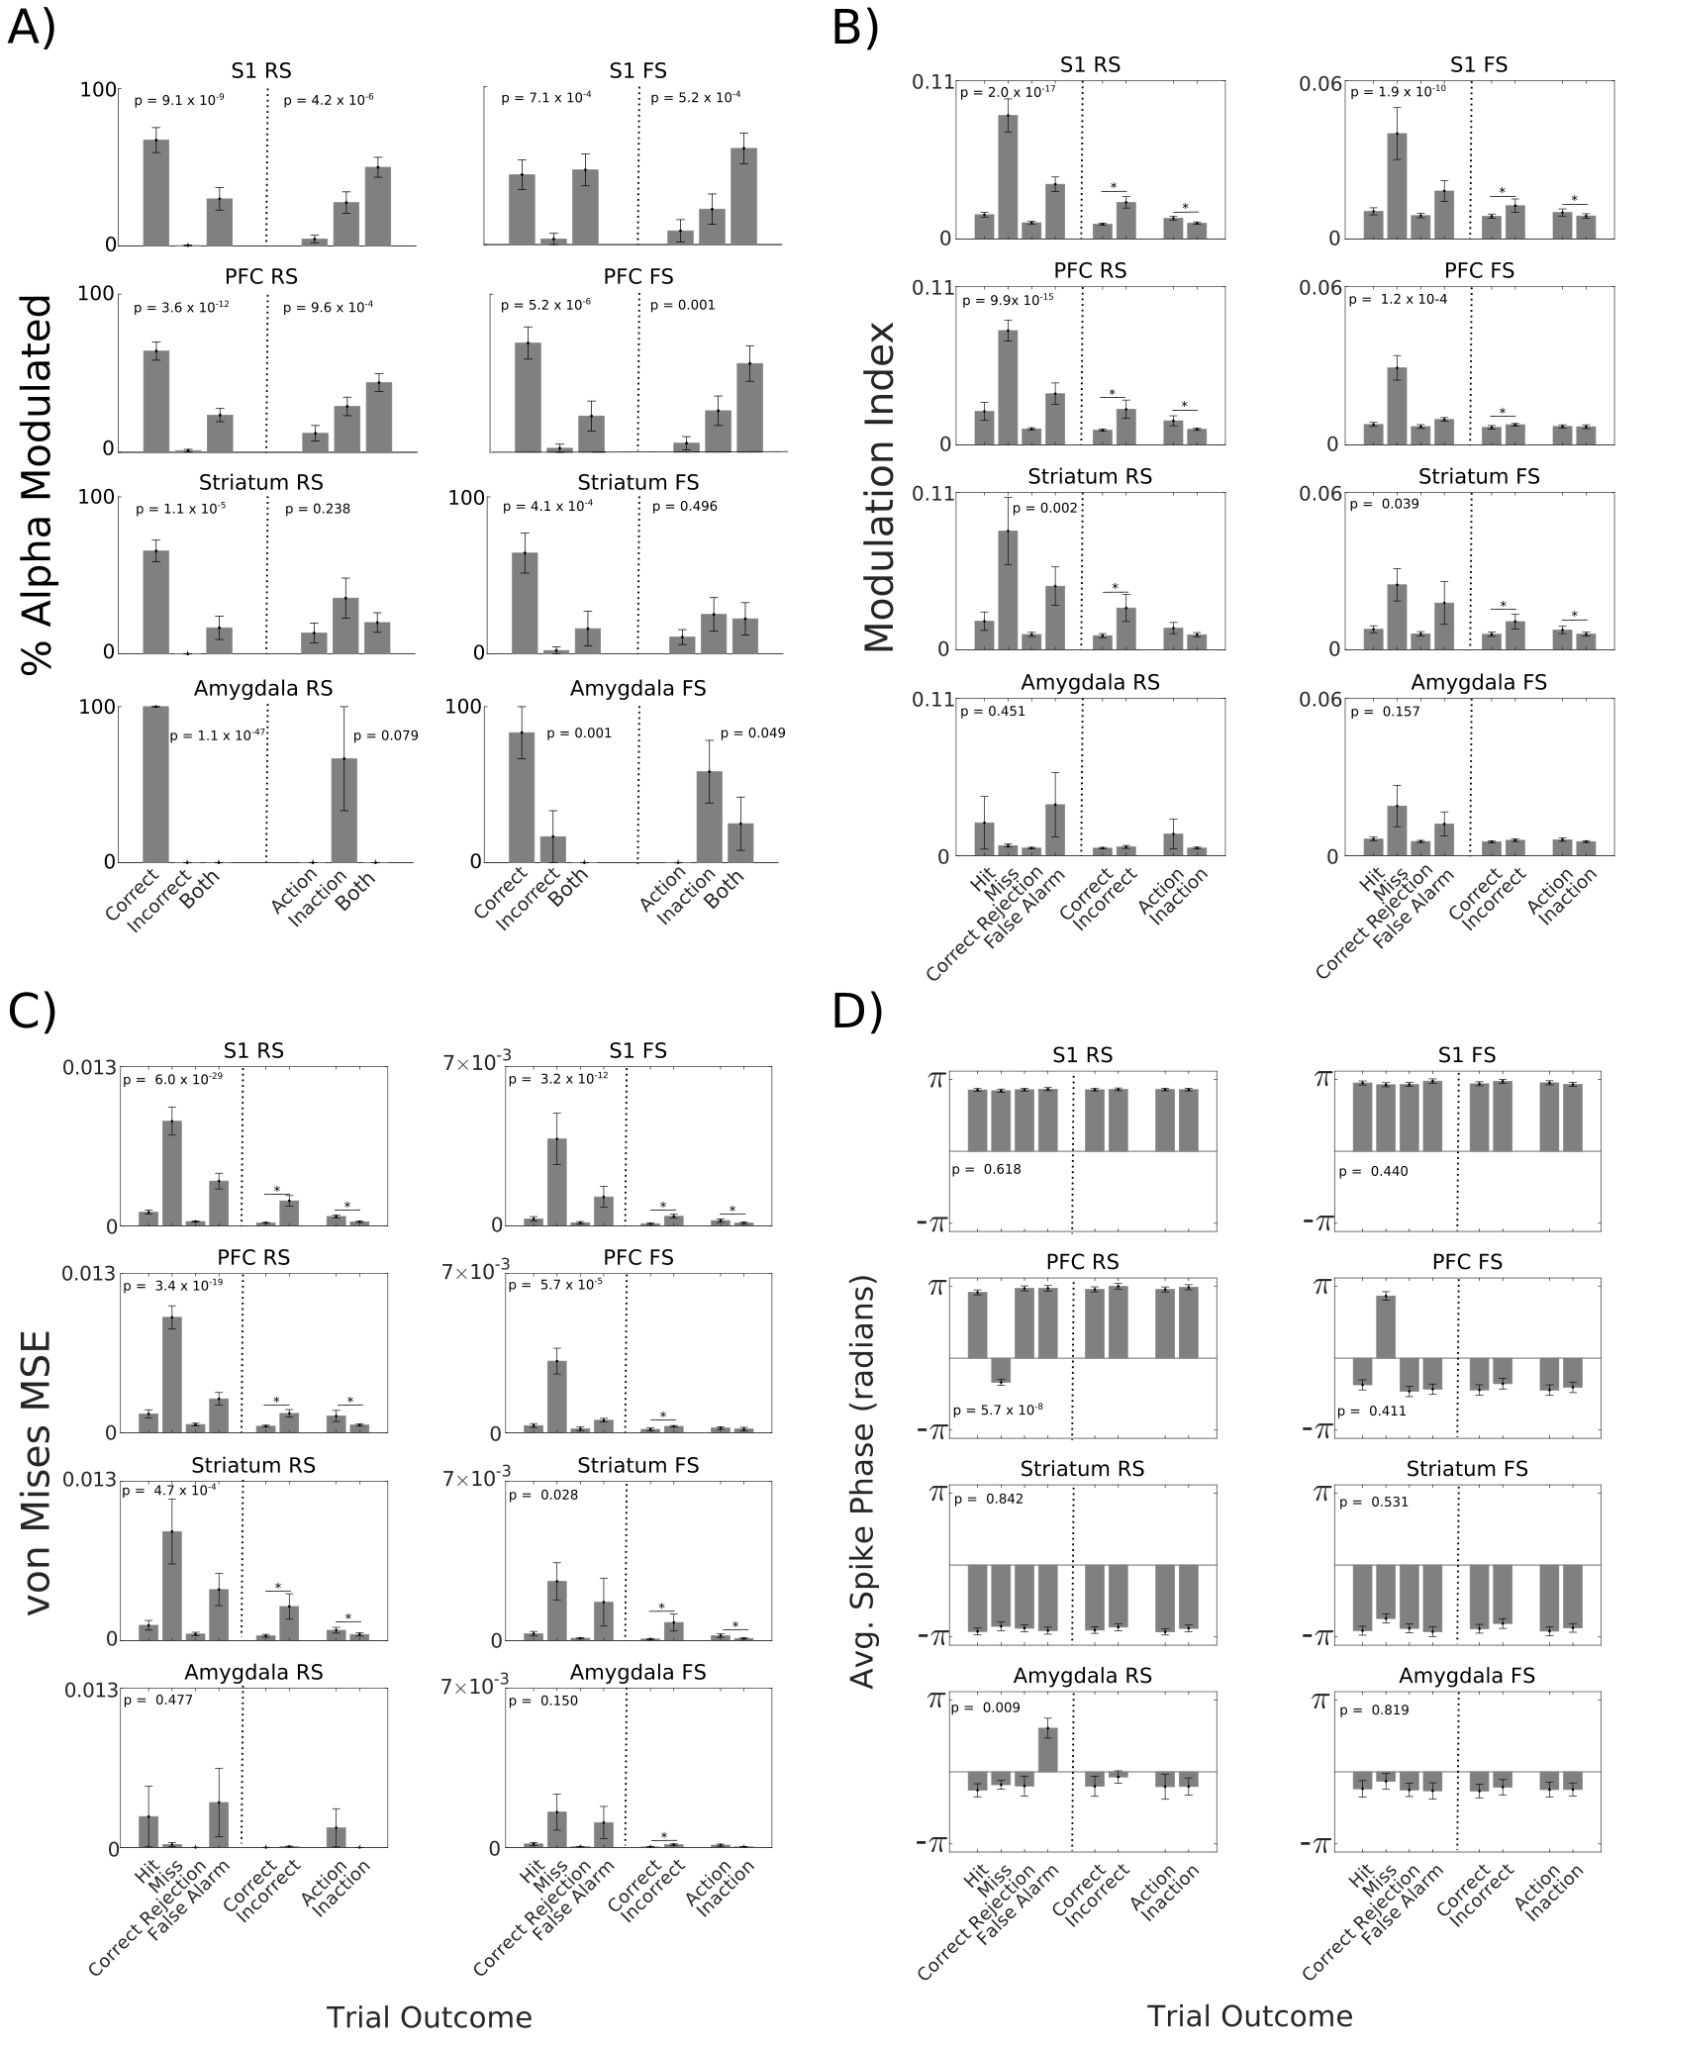 A)
% Alpha Modulated
S1 RS
100
p = 9.1 x 10-9
p = 4.2 x 10-6
0
S1 FS
p = 7.1 x 10-4
p = 5.2 x 10-4
PFC RS
100
p = 3.6 x 10-12
p = 9.6 x 10-4
0
PFC FS
p = 5.2 x 10-6
p = 0.001
Striatum RS
100
p = 1.1 x 10-5
p = 0.238
0
Striatum FS
100
p = 4.1 x 10-4
p = 0.496
0
Amygdala RS
100
p = 1.1 x 10-47
p = 0.079
0
Correct
Incorrect
Both
Action
Inaction
Both
Amygdala FS
100
p = 0.001
p = 0.049
0
Correct
Incorrect
Both
Action
Inaction
Both
B)
Modulation Index
S1 RS
0.11
p = 2.0 x 10-17
*
*
0
S1 FS
0.06
p = 1.9 x 10-10
*
*
0
PFC RS
0.11
p = 9.9x 10-15
*
*
0
PFC FS
0.06
p = 1.2 x 10-4
*
0
Striatum RS
0.11
p = 0.002
*
0
Striatum FS
0.06
p = 0.039
*
*
0
Amygdala RS
0.11
p = 0.451
0
Hit
Miss
Correct Rejection
False Alarm
Correct
Incorrect
Action
Inaction
Amygdala FS
0.06
p = 0.157
0
Hit
Miss
Correct Rejection
False Alarm
Correct
Incorrect
Action
Inaction
C)
von Mises MSE
S1 RS
0.013
p = 6.0 x 10-29
*
*
0
S1 FS
7×10-3
p = 3.2 x 10-12
*
*
0
PFC RS
0.013
p = 3.4 x 10-19
*
*
0
PFC FS
7×10-3
p = 5.7 x 10-5
*
0
Striatum RS
0.013
p = 4.7 x 10-4
*
*
0
Striatum FS
7×10-3
p = 0.028
*
*
0
Amygdala RS
0.013
p = 0.477
0
Hit
Miss
Correct Rejection
False Alarm
Correct
Incorrect
Action
Inaction
Amygdala FS
7×10-3
p = 0.150
*
0
Hit
Miss
Correct Rejection
False Alarm
Correct
Incorrect
Action
Inaction
Trial Outcome
D)
Avg. Spike Phase (radians)
S1 RS
π
p = 0.618
-π
S1 FS
π
p = 0.440
-π
PFC RS
π
p = 5.7 x 10-8
-π
PFC FS
π
p = 0.411
-π
Striatum RS
π
p = 0.842
-π
Striatum FS
π
p = 0.531
-π
Amygdala RS
π
p = 0.009
-π
Hit
Miss
Correct Rejection
False Alarm
Correct
Incorrect
Action
Inaction
Amygdala FS
π
p = 0.819
-π
Hit
Miss
Correct Rejection
False Alarm
Correct
Incorrect
Action
Inaction
Trial Outcome